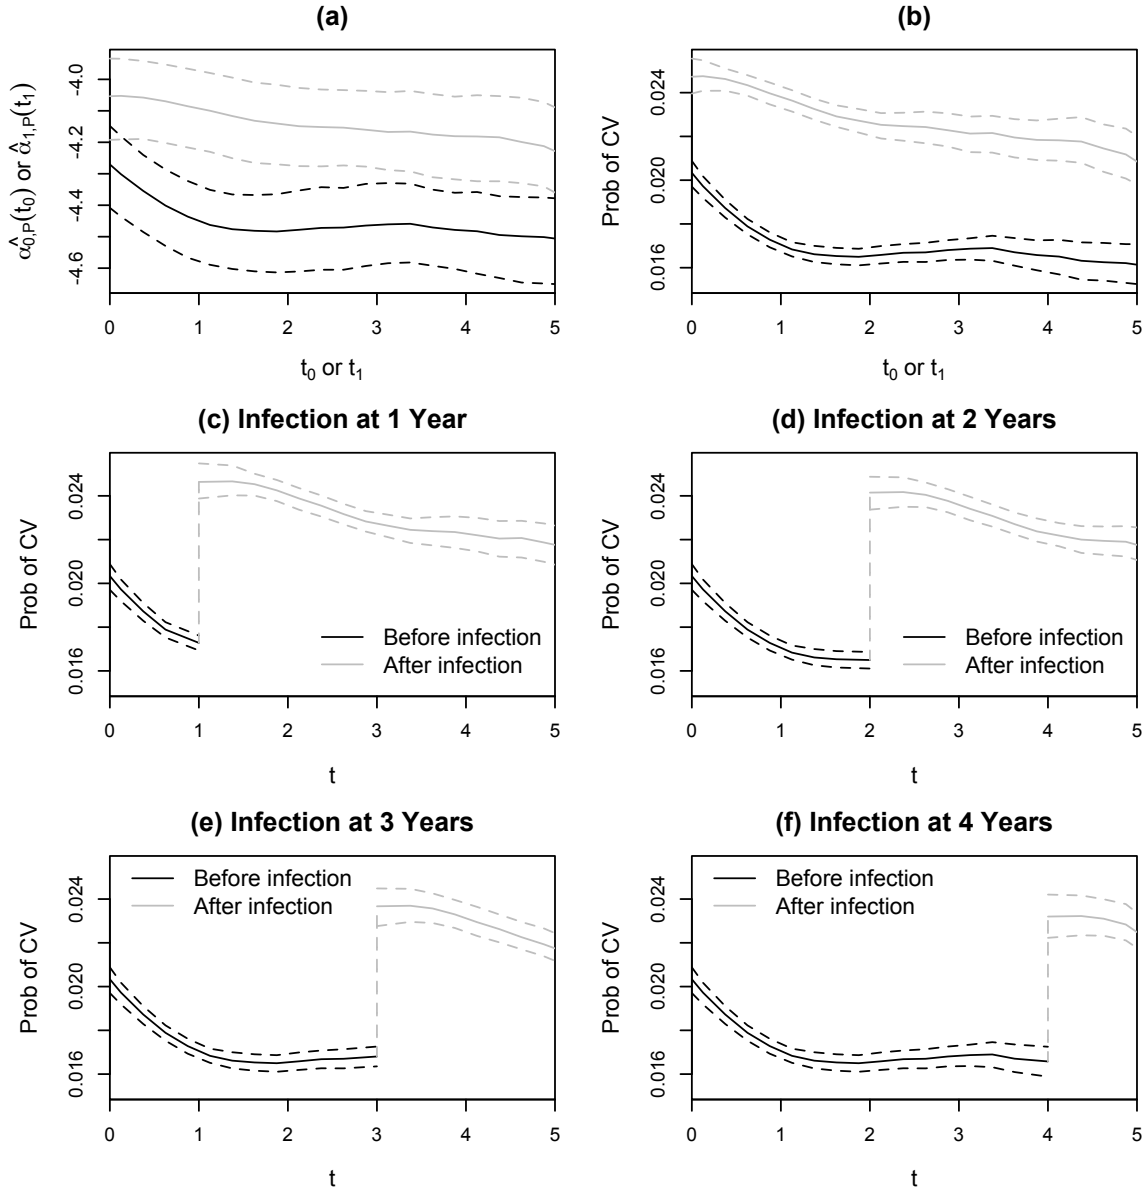 (a)
α̂0,P(t0) or α̂1,P(t1)
-4.0
-4.2
-4.4
-4.6
0 1 2 3 4 5
t0 or t1
(b)
Prob of CV
0.024
0.020
0.016
0 1 2 3 4 5
t0 or t1
(c) Infection at 1 Year
Prob of CV
0.024
0.020
0.016
Before infection
After infection
0 1 2 3 4 5
t
(d) Infection at 2 Years
Prob of CV
0.024
0.020
0.016
Before infection
After infection
0 1 2 3 4 5
t
(e) Infection at 3 Years
Prob of CV
0.024
0.020
0.016
Before infection
After infection
0 1 2 3 4 5
t
(f) Infection at 4 Years
Prob of CV
0.024
0.020
0.016
Before infection
After infection
0 1 2 3 4 5
t